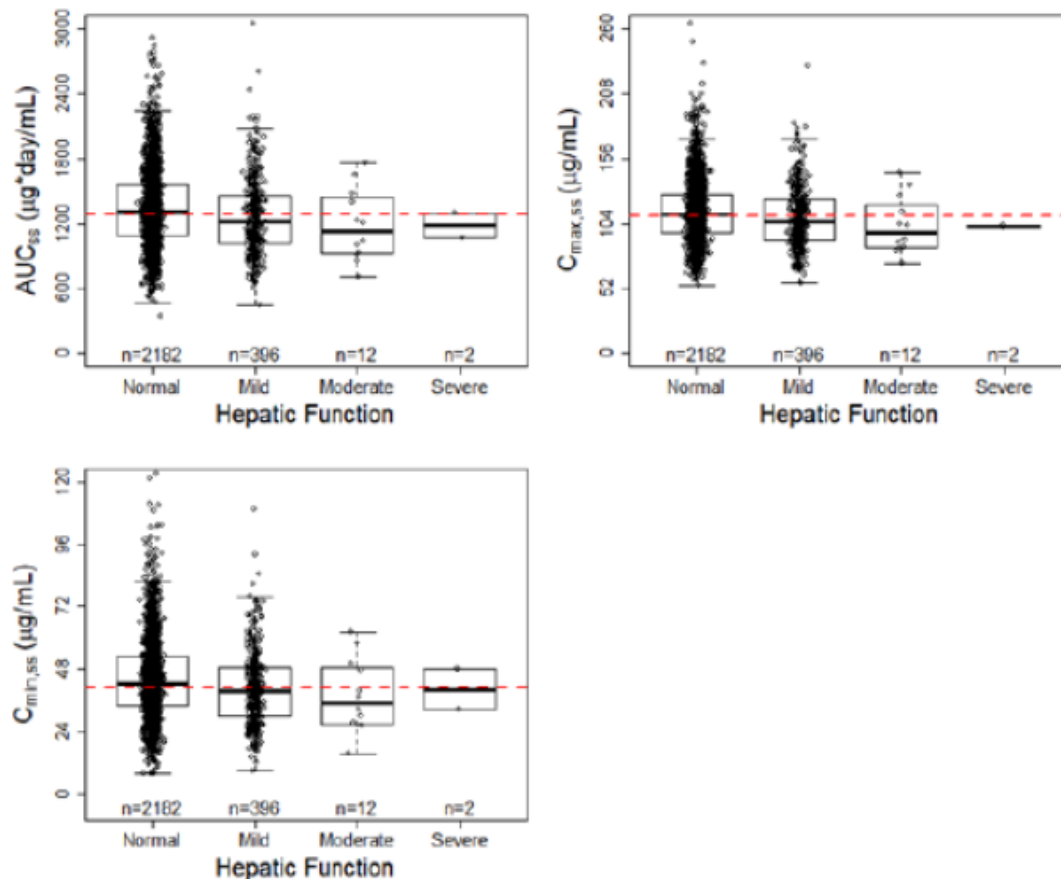 AUCss (μg*day/mL)
3000
2400
1800
1200
600
0
n=2182 n=396 n=12 n=2
Normal Mild Moderate Severe
Hepatic Function
Cmax,ss (μg/mL)
260
208
156
104
52
0
n=2182 n=396 n=12 n=2
Normal Mild Moderate Severe
Hepatic Function
Cmin,ss (μg/mL)
120
96
72
48
24
0
n=2182 n=396 n=12 n=2
Normal Mild Moderate Severe
Hepatic Function